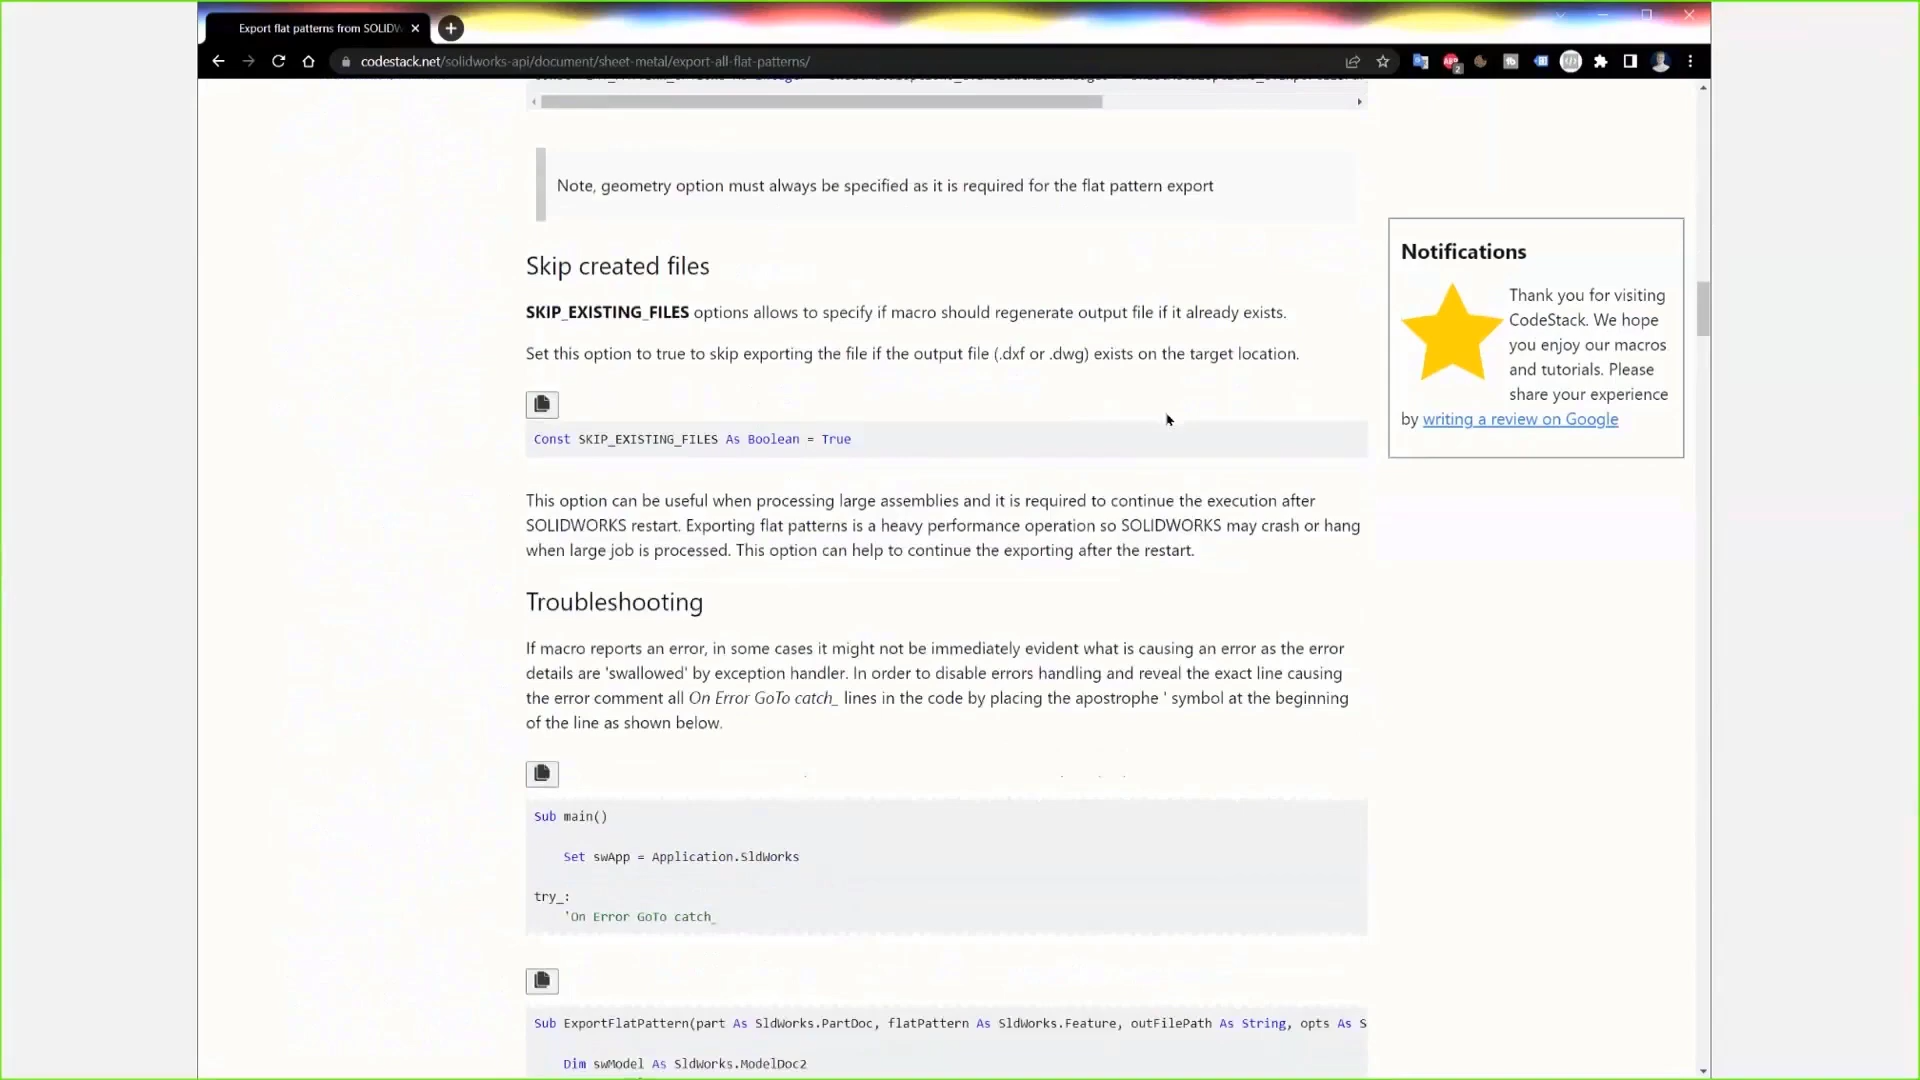 Export flat patterns from SOLIDW
codestack.net/solidworks-api/document/sheet-metal/export-all-flat-patterns/
Note, geometry option must always be specified as it is required for the flat pattern export
Skip created files
SKIP_EXISTING_FILES options allows to specify if macro should regenerate output file if it already exists.
Set this option to true to skip exporting the file if the output file (.dxf or .dwg) exists on the target location.
Const SKIP_EXISTING_FILES As Boolean = True
This option can be useful when processing large assemblies and it is required to continue the execution after
SOLIDWORKS restart. Exporting flat patterns is a heavy performance operation so SOLIDWORKS may crash or hang
when large job is processed. This option can help to continue the exporting after the restart.
Troubleshooting
If macro reports an error, in some cases it might not be immediately evident what is causing an error as the error
details are 'swallowed' by exception handler. In order to disable errors handling and reveal the exact line causing
the error comment all On Error GoTo catch_ lines in the code by placing the apostrophe ' symbol at the beginning
of the line as shown below.
Sub main()
Set swApp = Application.SldWorks
try_:
'On Error GoTo catch_
Sub ExportFlatPattern(part As SldWorks.PartDoc, flatPattern As SldWorks.Feature, outFilePath As String, opts As S
Dim swModel As SldWorks.ModelDoc2
Notifications
Thank you for visiting
CodeStack. We hope
you enjoy our macros
and tutorials. Please
share your experience
by writing a review on Google